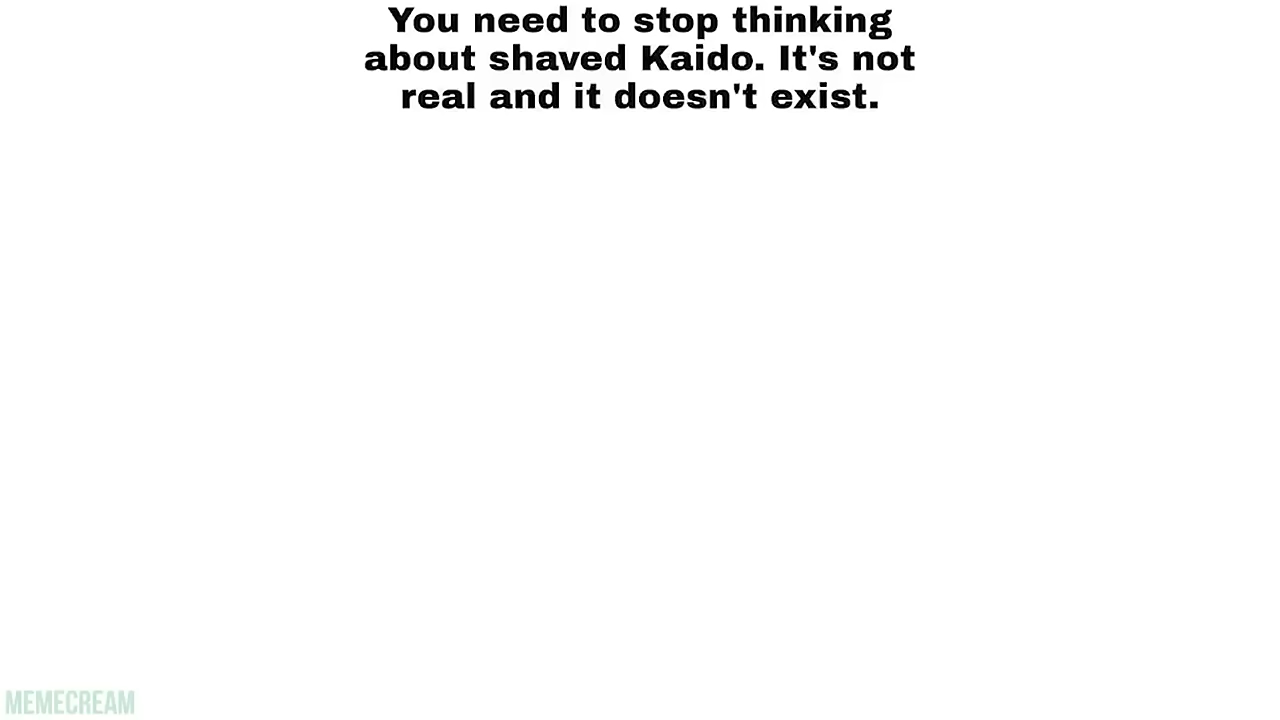 You need to stop thinking
about shaved Kaido. It's not
real and it doesn't exist.
MEMECREAM